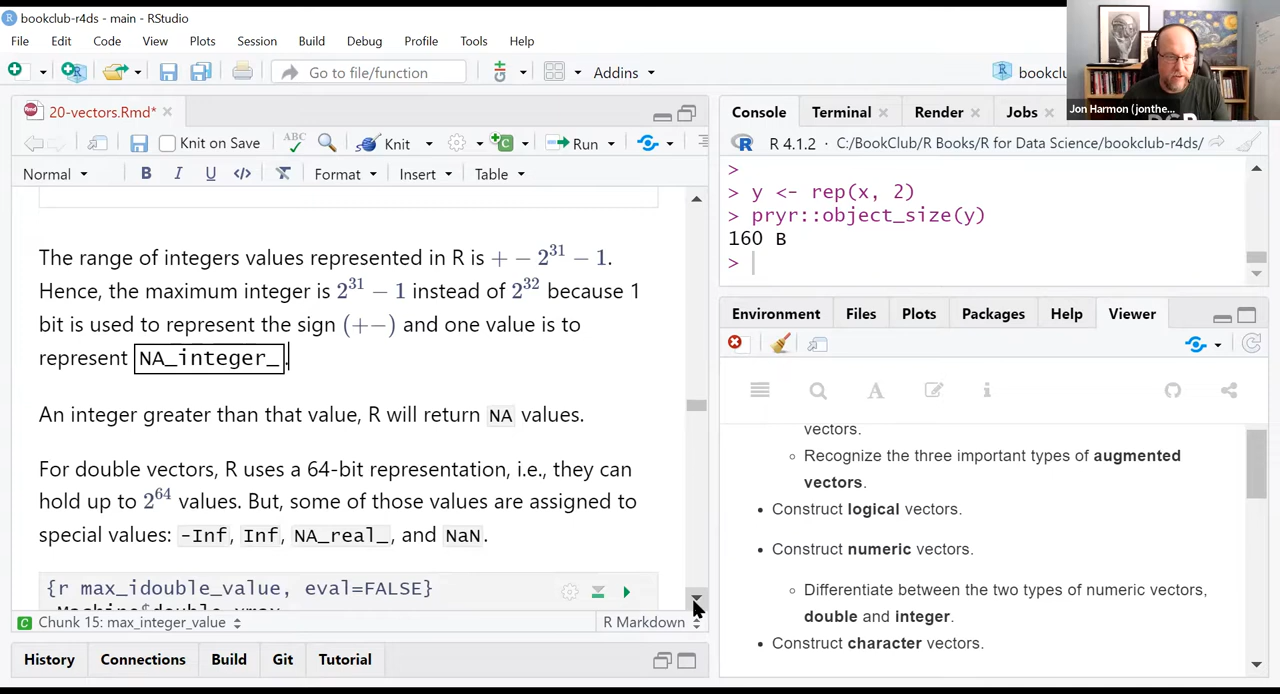 bookclub-r4ds - main - RStudio
File Edit Code View Plots Session Build Debug Profile Tools Help
Go to file/function
Addins
Jon Harmon (jonthe...
20-vectors.Rmd*
Knit on Save
ABC
Knit
Run
Normal
B I U </>
Format
Insert
Table
The range of integers values represented in R is + − 2^31 − 1.
Hence, the maximum integer is 2^31 − 1 instead of 2^32 because 1
bit is used to represent the sign (+−) and one value is to
represent NA_integer_.
An integer greater than that value, R will return NA values.
For double vectors, R uses a 64-bit representation, i.e., they can
hold up to 2^64 values. But, some of those values are assigned to
special values: -Inf, Inf, NA_real_, and NaN.
{r max_idouble_value, eval=FALSE}
Chunk 15: max_integer_value
R Markdown
History Connections Build Git Tutorial
Console Terminal Render Jobs
R 4.1.2 · C:/BookClub/R Books/R for Data Science/bookclub-r4ds/
>
> y <- rep(x, 2)
> pryr::object_size(y)
160 B
>
Environment Files Plots Packages Help Viewer
vectors.
Recognize the three important types of augmented
vectors.
Construct logical vectors.
Construct numeric vectors.
Differentiate between the two types of numeric vectors,
double and integer.
Construct character vectors.